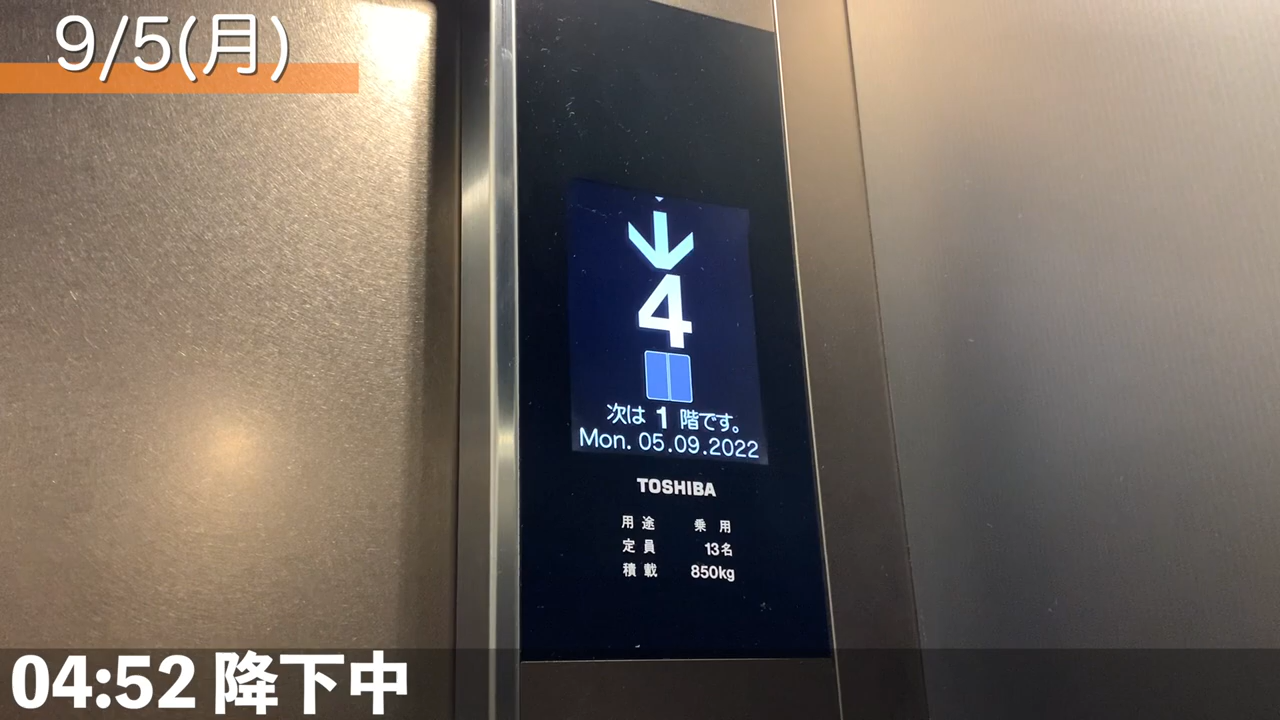 9/5(月)
4
次は 1 階です。
Mon. 05.09.2022
TOSHIBA
用途 乗用
定員 13名
積載 850kg
04:52 降下中